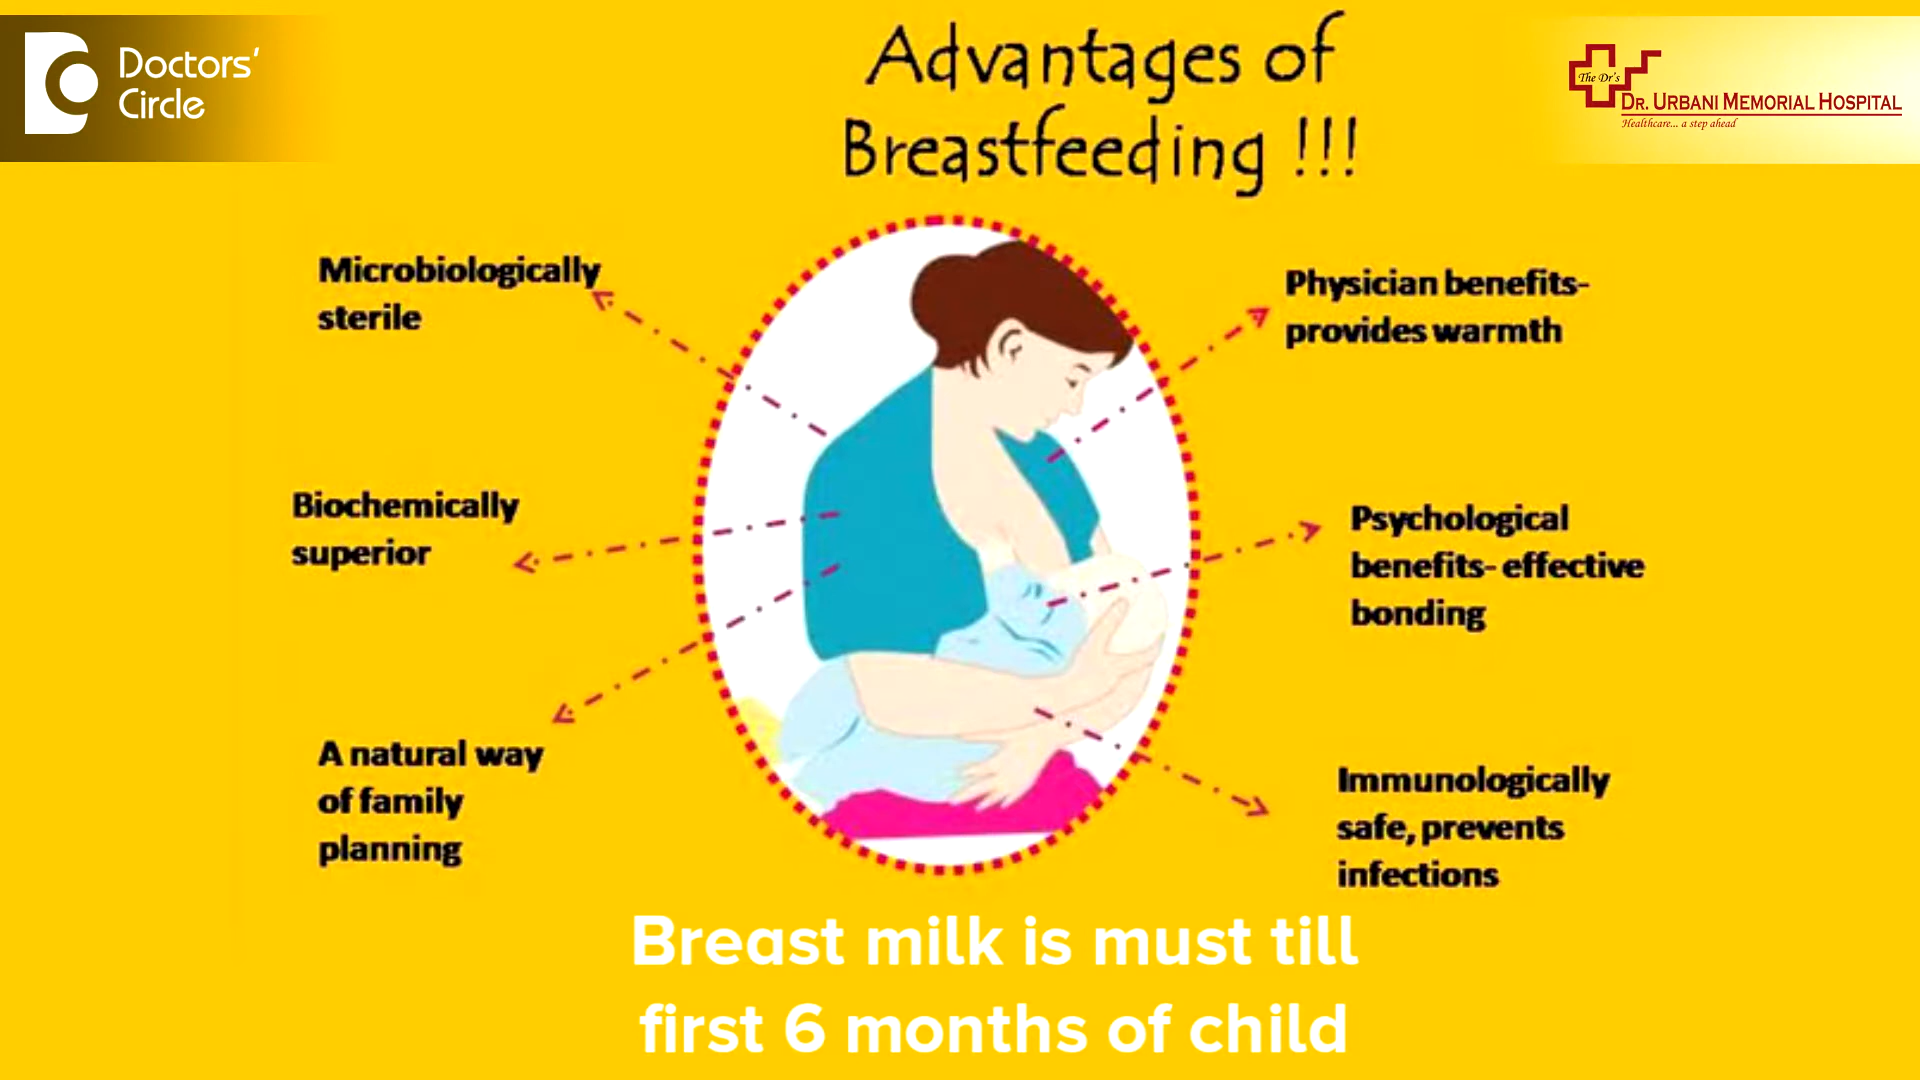 Doctors'
Circle
Advantages of
Breastfeeding !!!
The Dr's
DR. URBANI MEMORIAL HOSPITAL
Healthcare... a step ahead
Microbiologically
sterile
Physician benefits-
provides warmth
Biochemically
superior
Psychological
benefits- effective
bonding
A natural way
of family
planning
Immunologically
safe, prevents
infections
Breast milk is must till
first 6 months of child